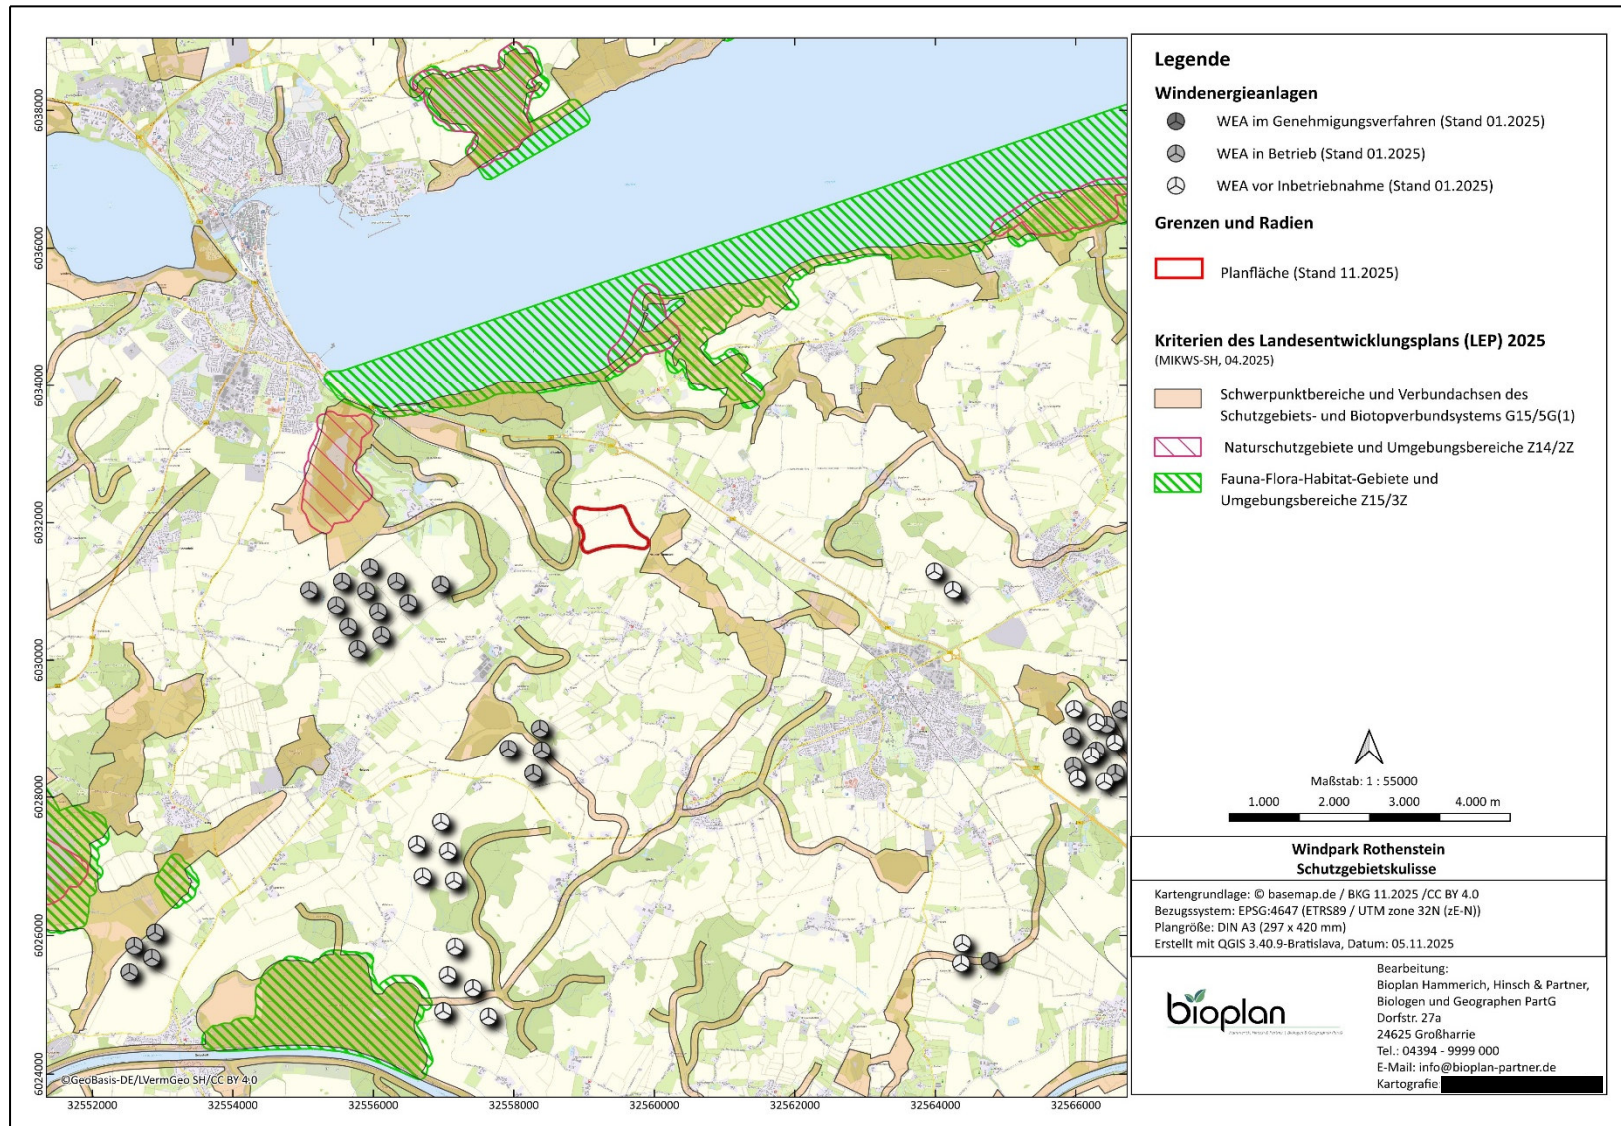 Legende
Windenergieanlagen
WEA im Genehmigungsverfahren (Stand 01.2025)
WEA in Betrieb (Stand 01.2025)
WEA vor Inbetriebnahme (Stand 01.2025)
Grenzen und Radien
Planfläche (Stand 11.2025)
Kriterien des Landesentwicklungsplans (LEP) 2025
(MIKWS-SH, 04.2025)
Schwerpunktbereiche und Verbundachsen des
Schutzgebiets- und Biotopverbundsystems G15/5G(1)
Naturschutzgebiete und Umgebungsbereiche Z14/2Z
Fauna-Flora-Habitat-Gebiete und
Umgebungsbereiche Z15/3Z
Maßstab: 1 : 55000
1.000 2.000 3.000 4.000 m
Windpark Rothenstein
Schutzgebietskulisse
Kartengrundlage: © basemap.de / BKG 11.2025 /CC BY 4.0
Bezugssystem: EPSG:4647 (ETRS89 / UTM zone 32N (zE-N))
Plangröße: DIN A3 (297 x 420 mm)
Erstellt mit QGIS 3.40.9-Bratislava, Datum: 05.11.2025
bioplan
Bearbeitung:
Bioplan Hammerich, Hinsch & Partner,
Biologen und Geographen PartG
Dorfstr. 27a
24625 Großharrie
Tel.: 04394 - 9999 000
E-Mail: info@bioplan-partner.de
Kartografie:
6038000
6036000
6034000
6032000
6030000
6028000
6026000
6024000
©GeoBasis-DE/LVermGeo SH/CC BY 4.0
32552000 32554000 32556000 32558000 32560000 32562000 32564000 32566000